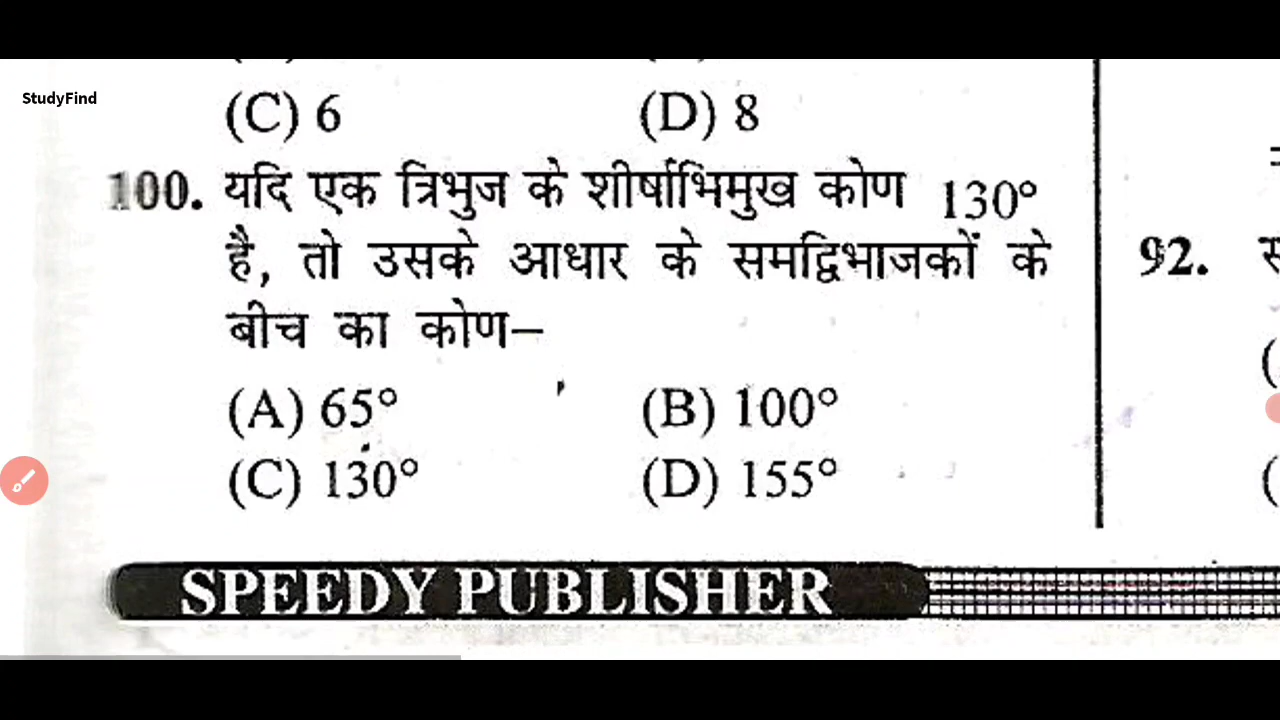 StudyFind
(C) 6 (D) 8
100. यदि एक त्रिभुज के शीर्षाभिमुख कोण 130°
है, तो उसके आधार के समद्विभाजकों के
बीच का कोण–
(A) 65° (B) 100°
(C) 130° (D) 155°
92.
SPEEDY PUBLISHER